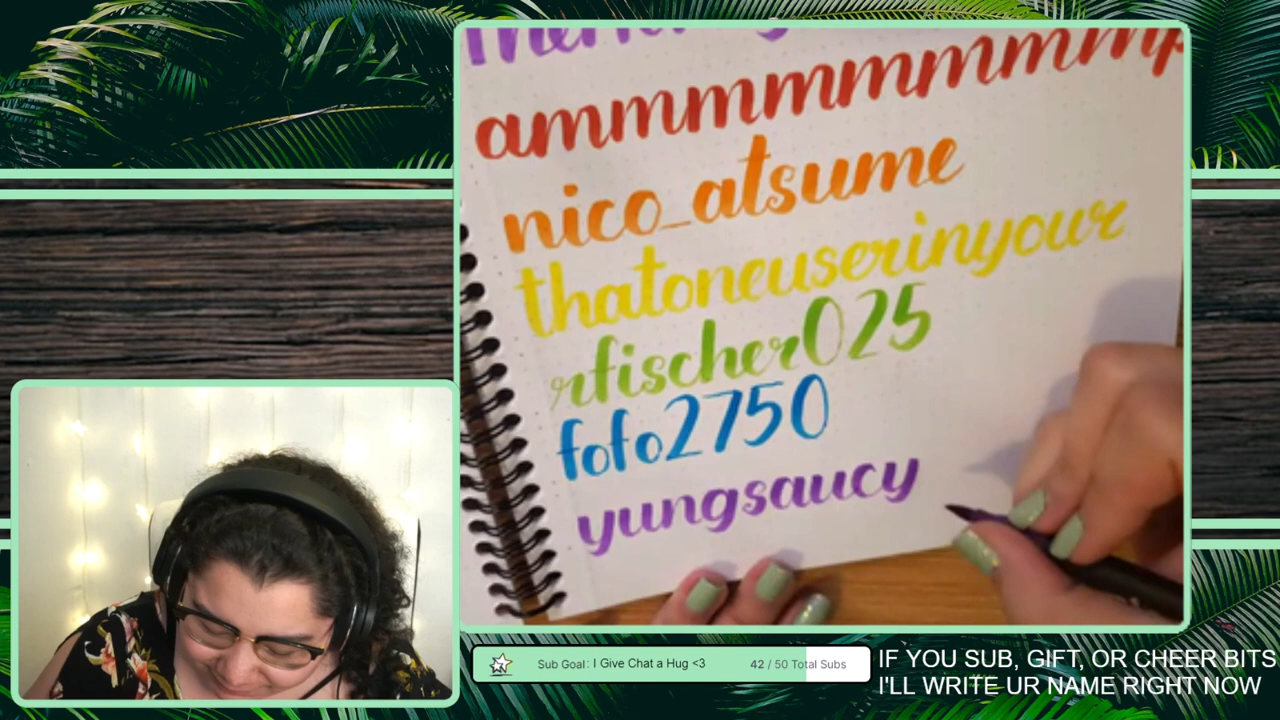 ammmmmmmmp
nico_atsume
thatoneuserinyour
rfischer025
fofo2750
yungsaucy
Sub Goal: I Give Chat a Hug <3
42 / 50 Total Subs
IF YOU SUB, GIFT, OR CHEER BITS
I'LL WRITE UR NAME RIGHT NOW